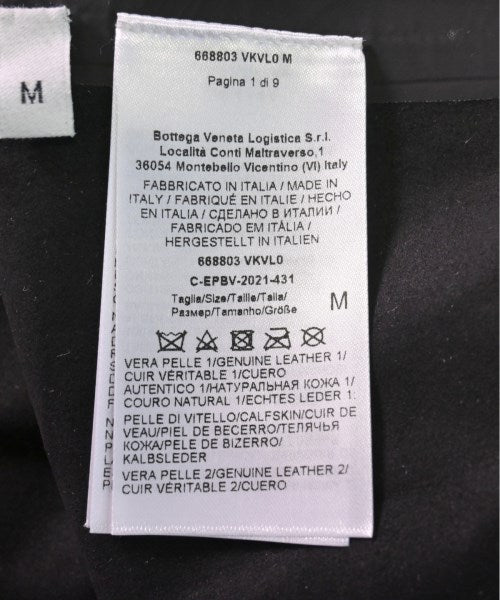 M
668803 VKVL0 M
Pagina 1 di 9
Bottega Veneta Logistica S.r.l.
Località Conti Maltraverso,1
36054 Montebello Vicentino (VI) Italy
FABBRICATO IN ITALIA / MADE IN
ITALY / FABRIQUÉ EN ITALIE / HECHO
EN ITALIA / СДЕЛАНО В ИТАЛИИ /
FABRICADO EM ITÁLIA /
HERGESTELLT IN ITALIEN
668803 VKVL0
C-EPBV-2021-431
Taglia/Size/Taille/Talla/
Размер/Tamanho/Größe
M
VERA PELLE 1/GENUINE LEATHER 1/
CUIR VÉRITABLE 1/CUERO
AUTENTICO 1/НАТУРАЛЬНАЯ КОЖА 1/
COURO NATURAL 1/ECHTES LEDER 1:
PELLE DI VITELLO/CALFSKIN/CUIR DE
VEAU/PIEL DE BECERRO/ТЕЛЯЧЬЯ
КОЖА/PELE DE BIZERRO/
KALBSLEDER
VERA PELLE 2/GENUINE LEATHER 2/
CUIR VÉRITABLE 2/CUERO